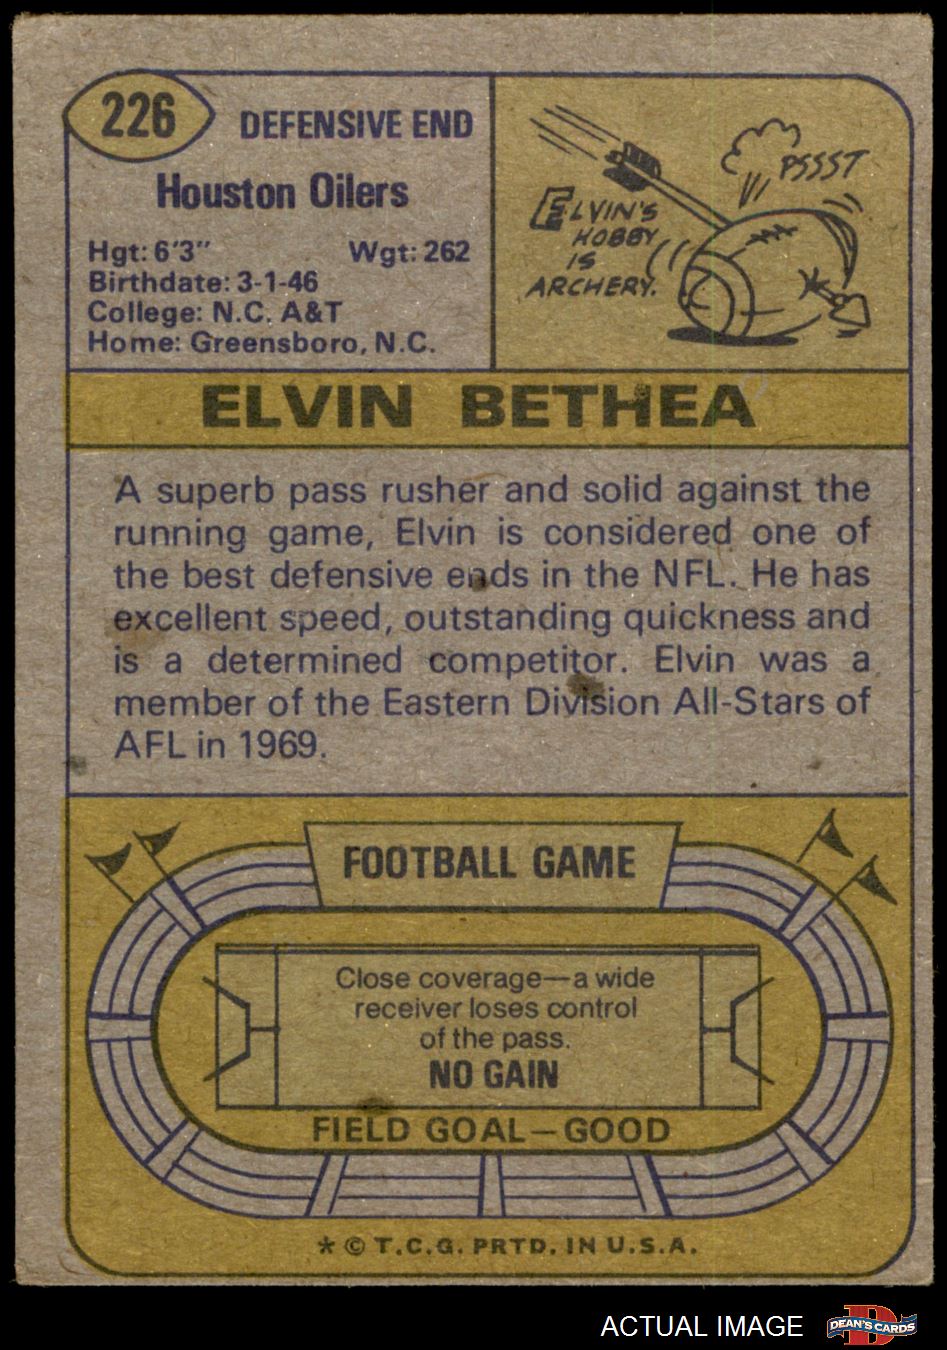 226
DEFENSIVE END
Houston Oilers
Hgt: 6'3" Wgt: 262
Birthdate: 3-1-46
College: N.C. A&T
Home: Greensboro, N.C.
PSSST
ELVIN'S
HOBBY
IS
ARCHERY.
ELVIN BETHEA
A superb pass rusher and solid against the
running game, Elvin is considered one of
the best defensive ends in the NFL. He has
excellent speed, outstanding quickness and
is a determined competitor. Elvin was a
member of the Eastern Division All-Stars of
AFL in 1969.
FOOTBALL GAME
Close coverage—a wide
receiver loses control
of the pass.
NO GAIN
FIELD GOAL—GOOD
* © T.C.G. PRTD. IN U.S.A.
ACTUAL IMAGE
D
DEAN'S CARDS